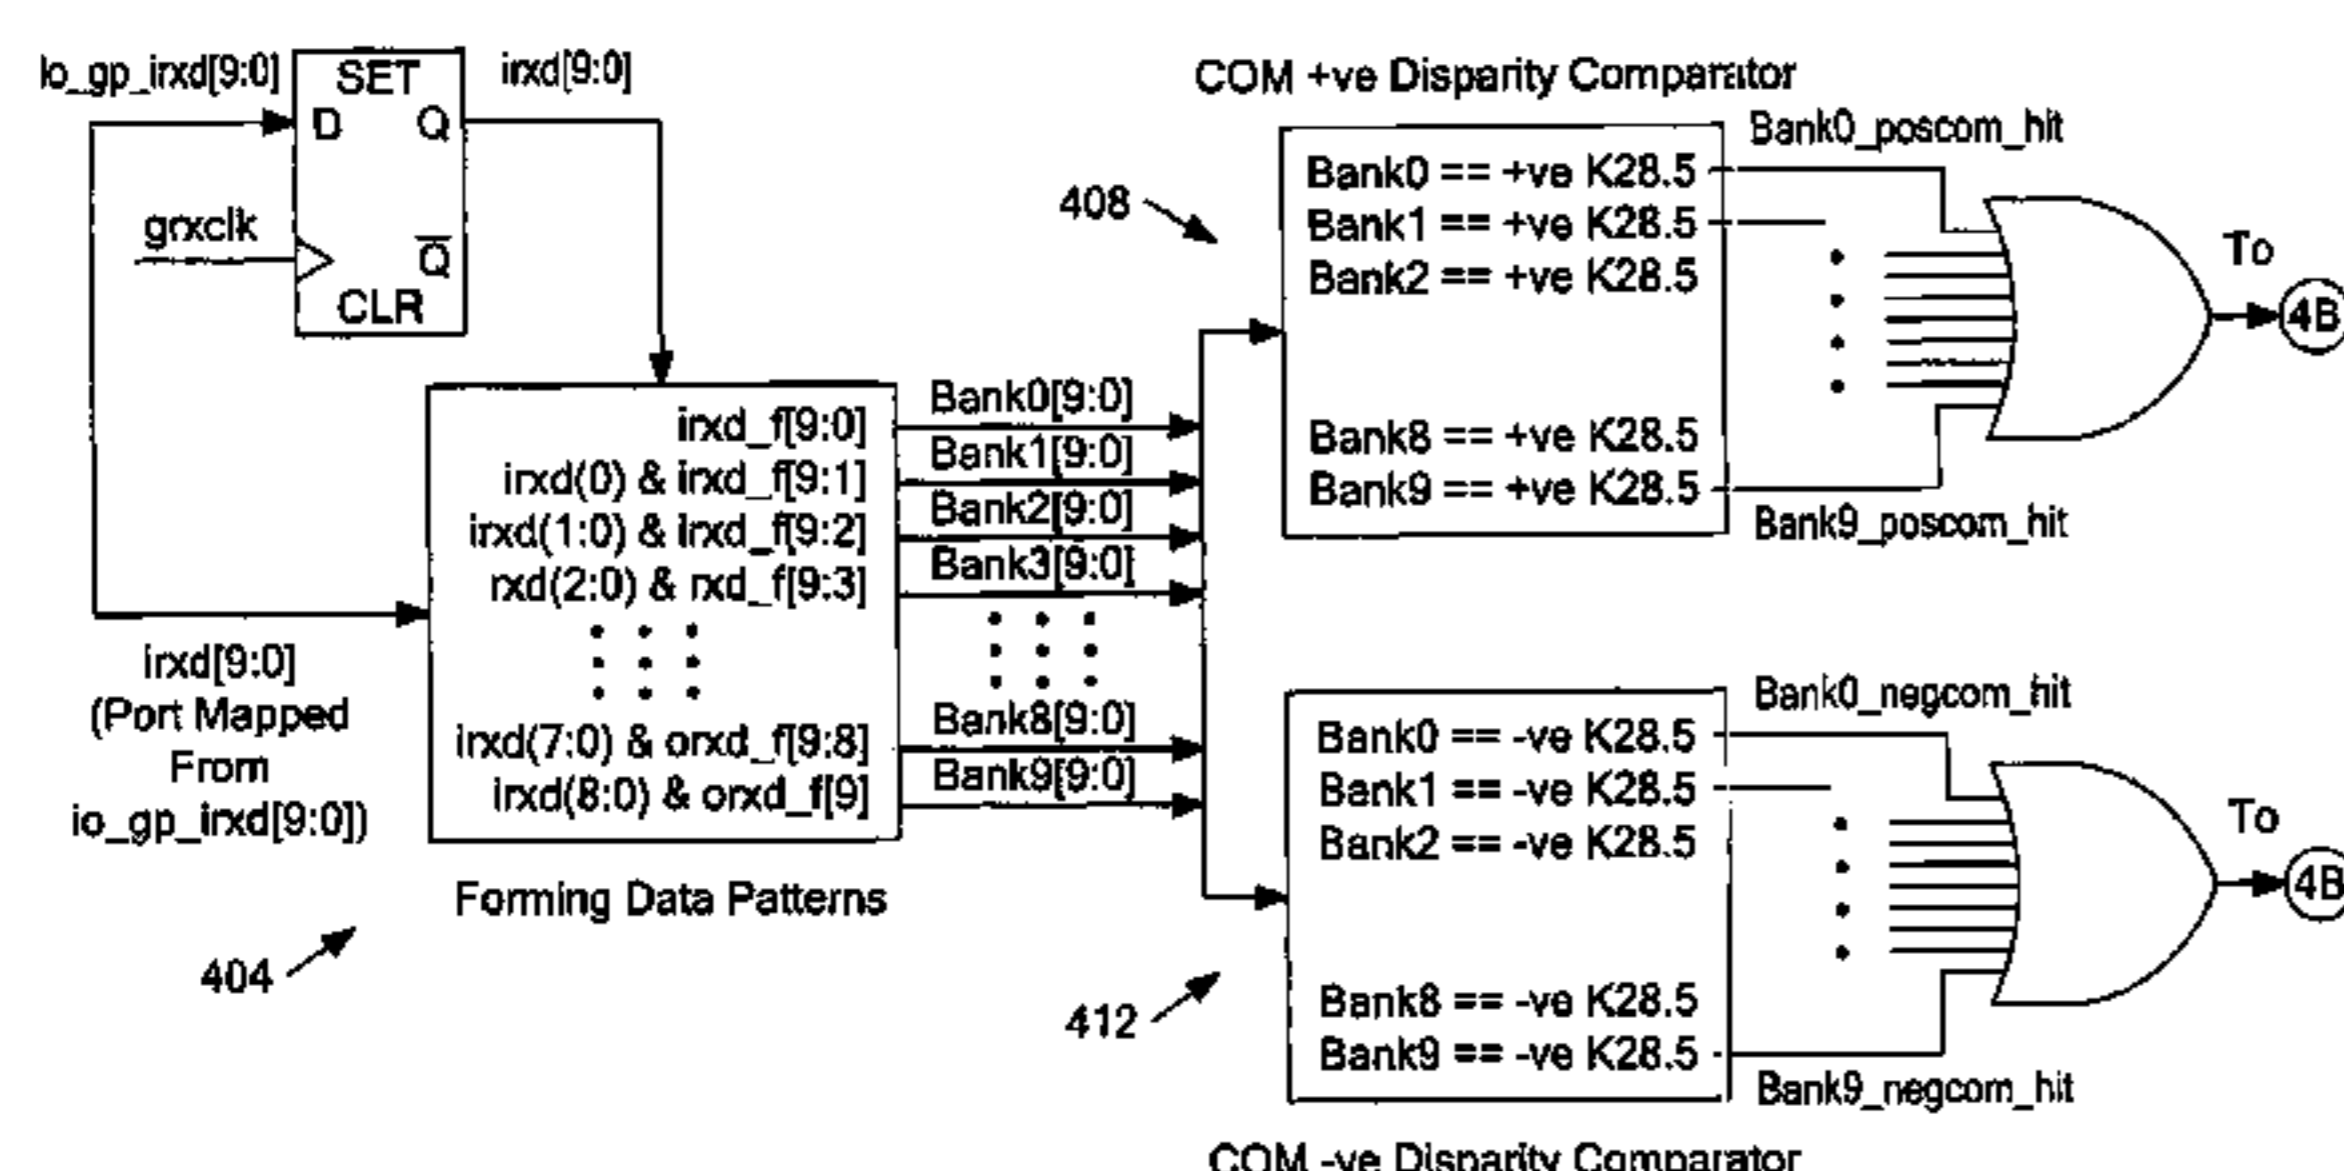 Io_gp_irxd[9:0]
SET
D Q
irxd[9:0]
grxclk
Q
CLR
irxd_f[9:0]
irxd(0) & irxd_f[9:1]
irxd(1:0) & irxd_f[9:2]
rxd(2:0) & rxd_f[9:3]
irxd(7:0) & orxd_f[9:8]
irxd(8:0) & orxd_f[9]
irxd[9:0]
(Port Mapped
From
io_gp_irxd[9:0])
Forming Data Patterns
404
Bank0[9:0]
Bank1[9:0]
Bank2[9:0]
Bank3[9:0]
Bank8[9:0]
Bank9[9:0]
COM +ve Disparity Comparator
408
Bank0 == +ve K28.5
Bank1 == +ve K28.5
Bank2 == +ve K28.5
Bank8 == +ve K28.5
Bank9 == +ve K28.5
Bank0_poscom_hit
Bank9_poscom_hit
To
4B
412
Bank0 == -ve K28.5
Bank1 == -ve K28.5
Bank2 == -ve K28.5
Bank8 == -ve K28.5
Bank9 == -ve K28.5
Bank0_negcom_hit
Bank9_negcom_hit
To
4B
COM -ve Disparity Comparator